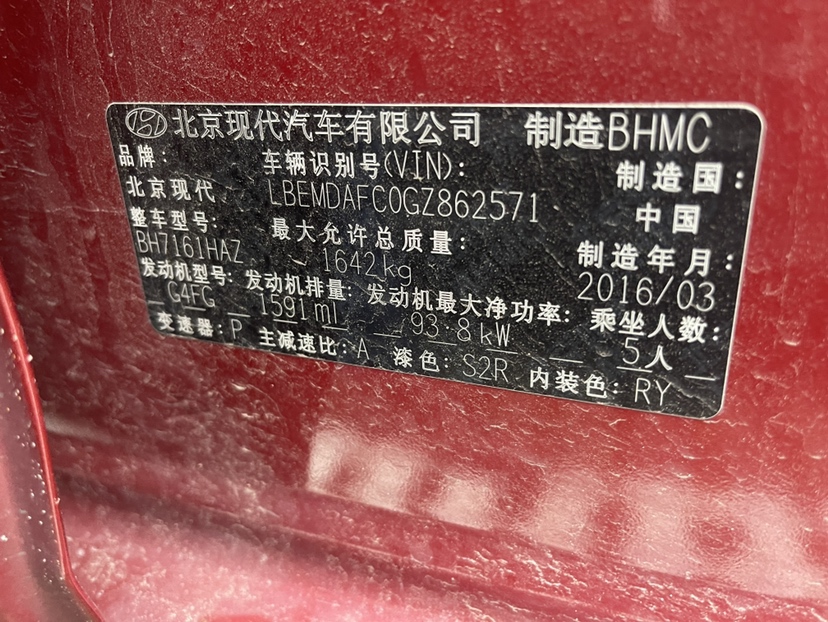 北京现代汽车有限公司 制造BHMC
品牌: 车辆识别号(VIN): 制造国:
北京现代 LBEMDAFC0GZ862571 中国
整车型号: 最大允许总质量: 制造年月:
BH7161HAZ 1642kg 2016/03
发动机型号: 发动机排量: 发动机最大净功率: 乘坐人数:
G4FG 1591ml 93.8kW 5人
变速器: P 主减速比: A 漆色: S2R 内装色: RY